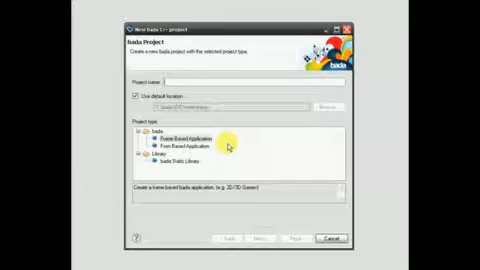 New bada C++ project
bada Project
Create a new bada project with the selected project type.
bada
Project name:
Use default location
Project type:
bada
Frame Based Application
Form Based Application
Library
bada Static Library
Create a frame based bada application. (e.g. 2D/3D Games)
?
Cancel